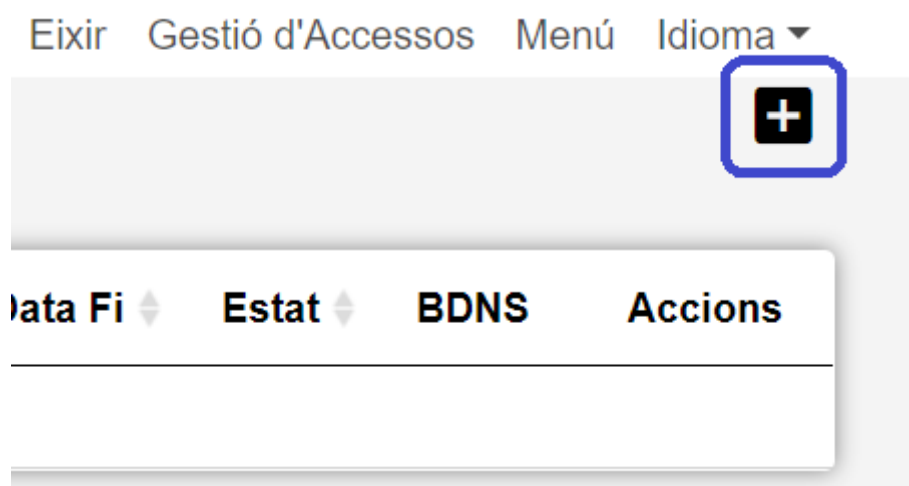 Eixir Gestió d'Accessos Menú Idioma
Data Fi Estat BDNS Accions